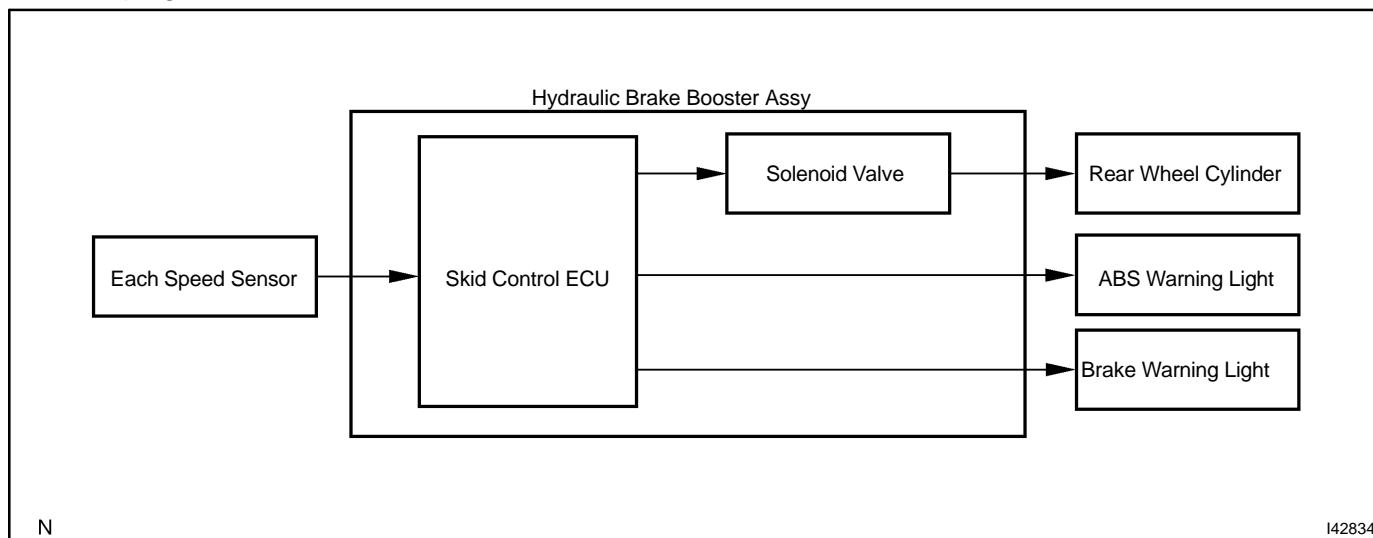 Hydraulic Brake Booster Assy
Solenoid Valve
Rear Wheel Cylinder
Each Speed Sensor
Skid Control ECU
ABS Warning Light
Brake Warning Light
N
I42834